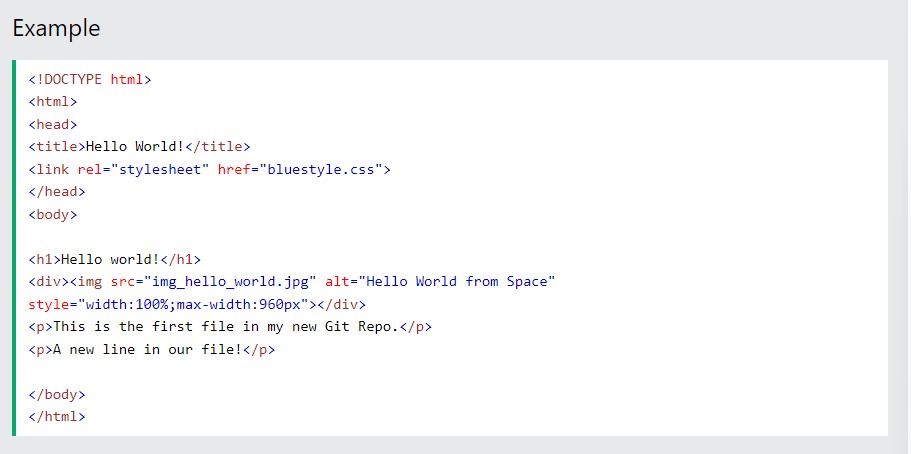 Example
<!DOCTYPE html>
<html>
<head>
<title>Hello World!</title>
<link rel="stylesheet" href="bluestyle.css">
</head>
<body>
<h1>Hello world!</h1>
<div><img src="img_hello_world.jpg" alt="Hello World from Space"
style="width:100%;max-width:960px"></div>
<p>This is the first file in my new Git Repo.</p>
<p>A new line in our file!</p>
</body>
</html>